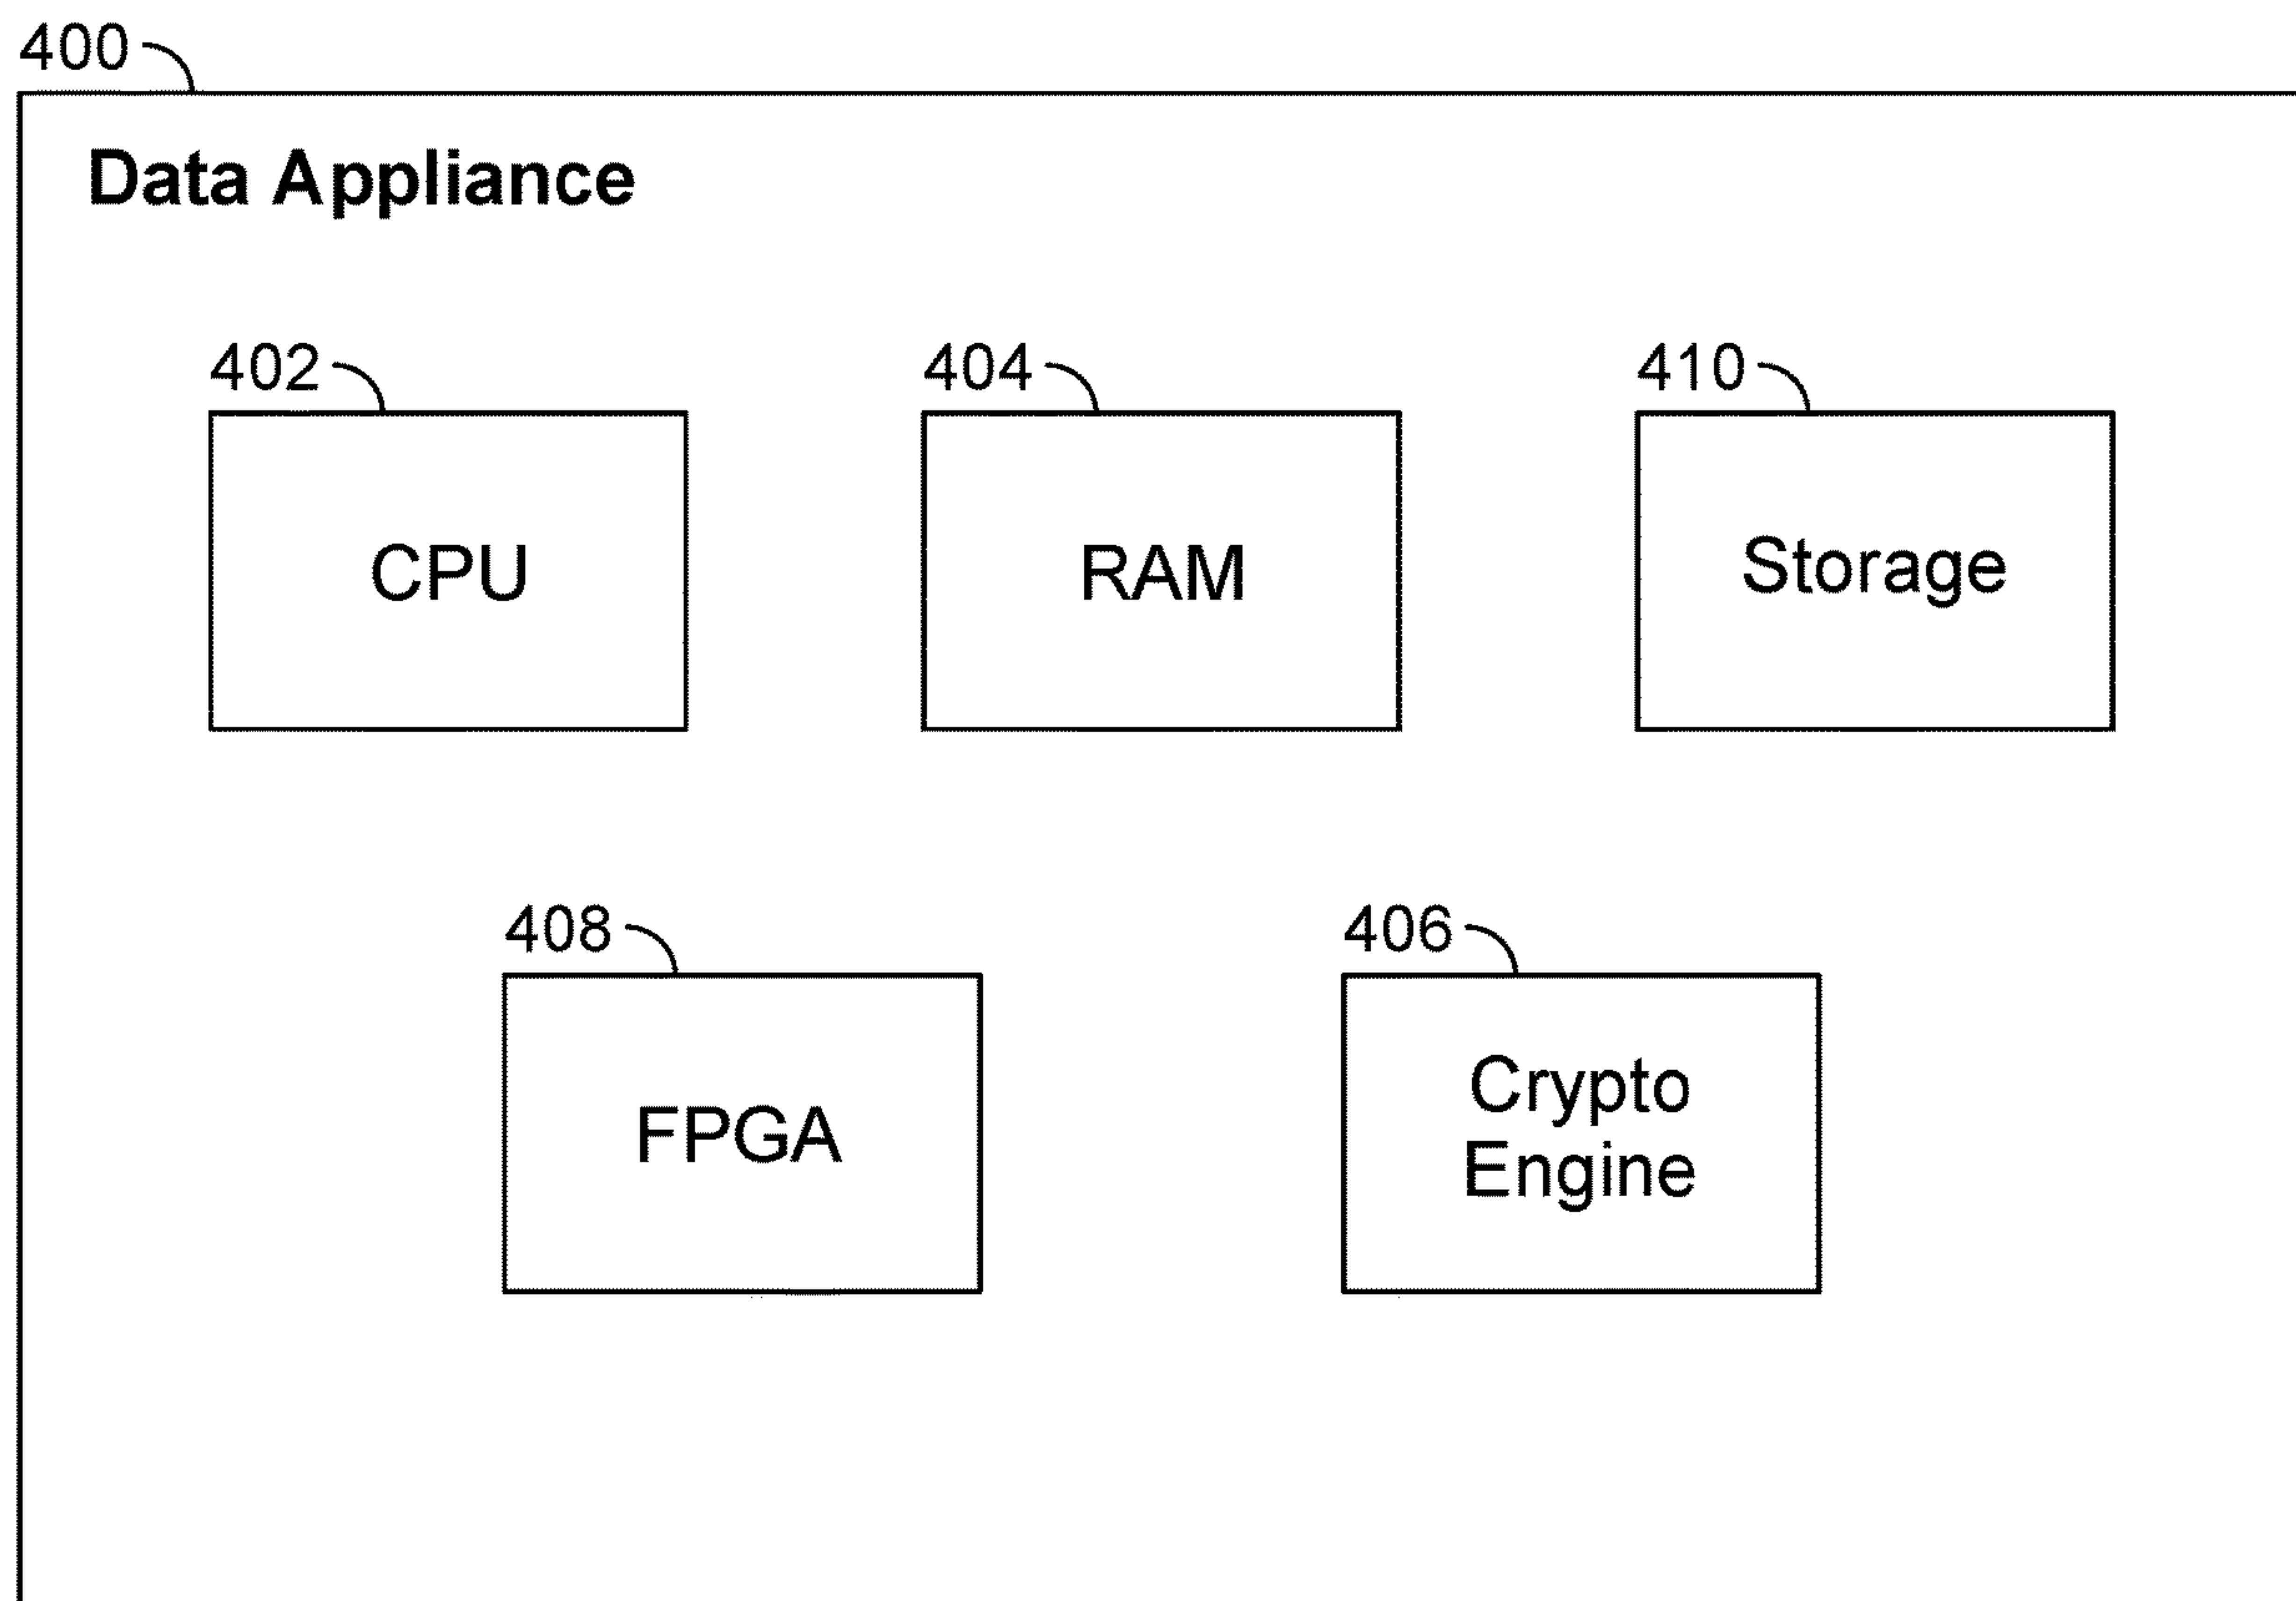 400
Data Appliance
402
404
410
CPU
RAM
Storage
408
406
FPGA
Crypto
Engine